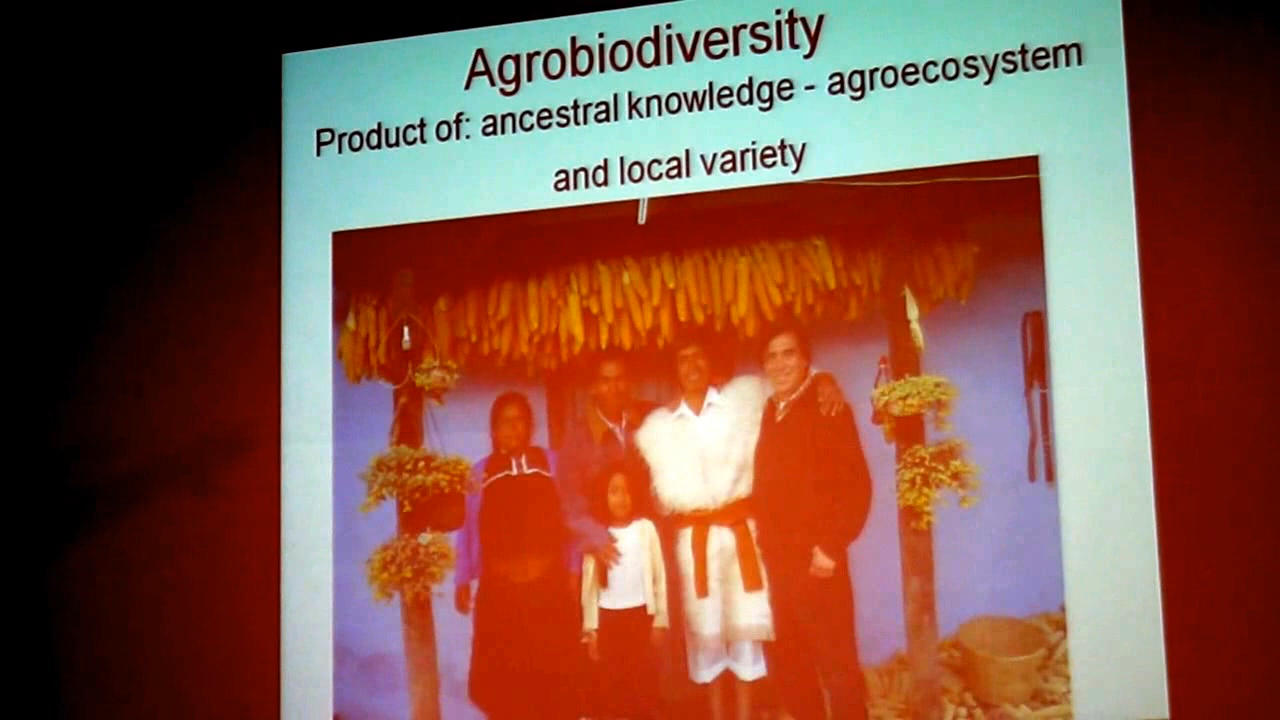 Agrobiodiversity
Product of: ancestral knowledge - agroecosystem
and local variety